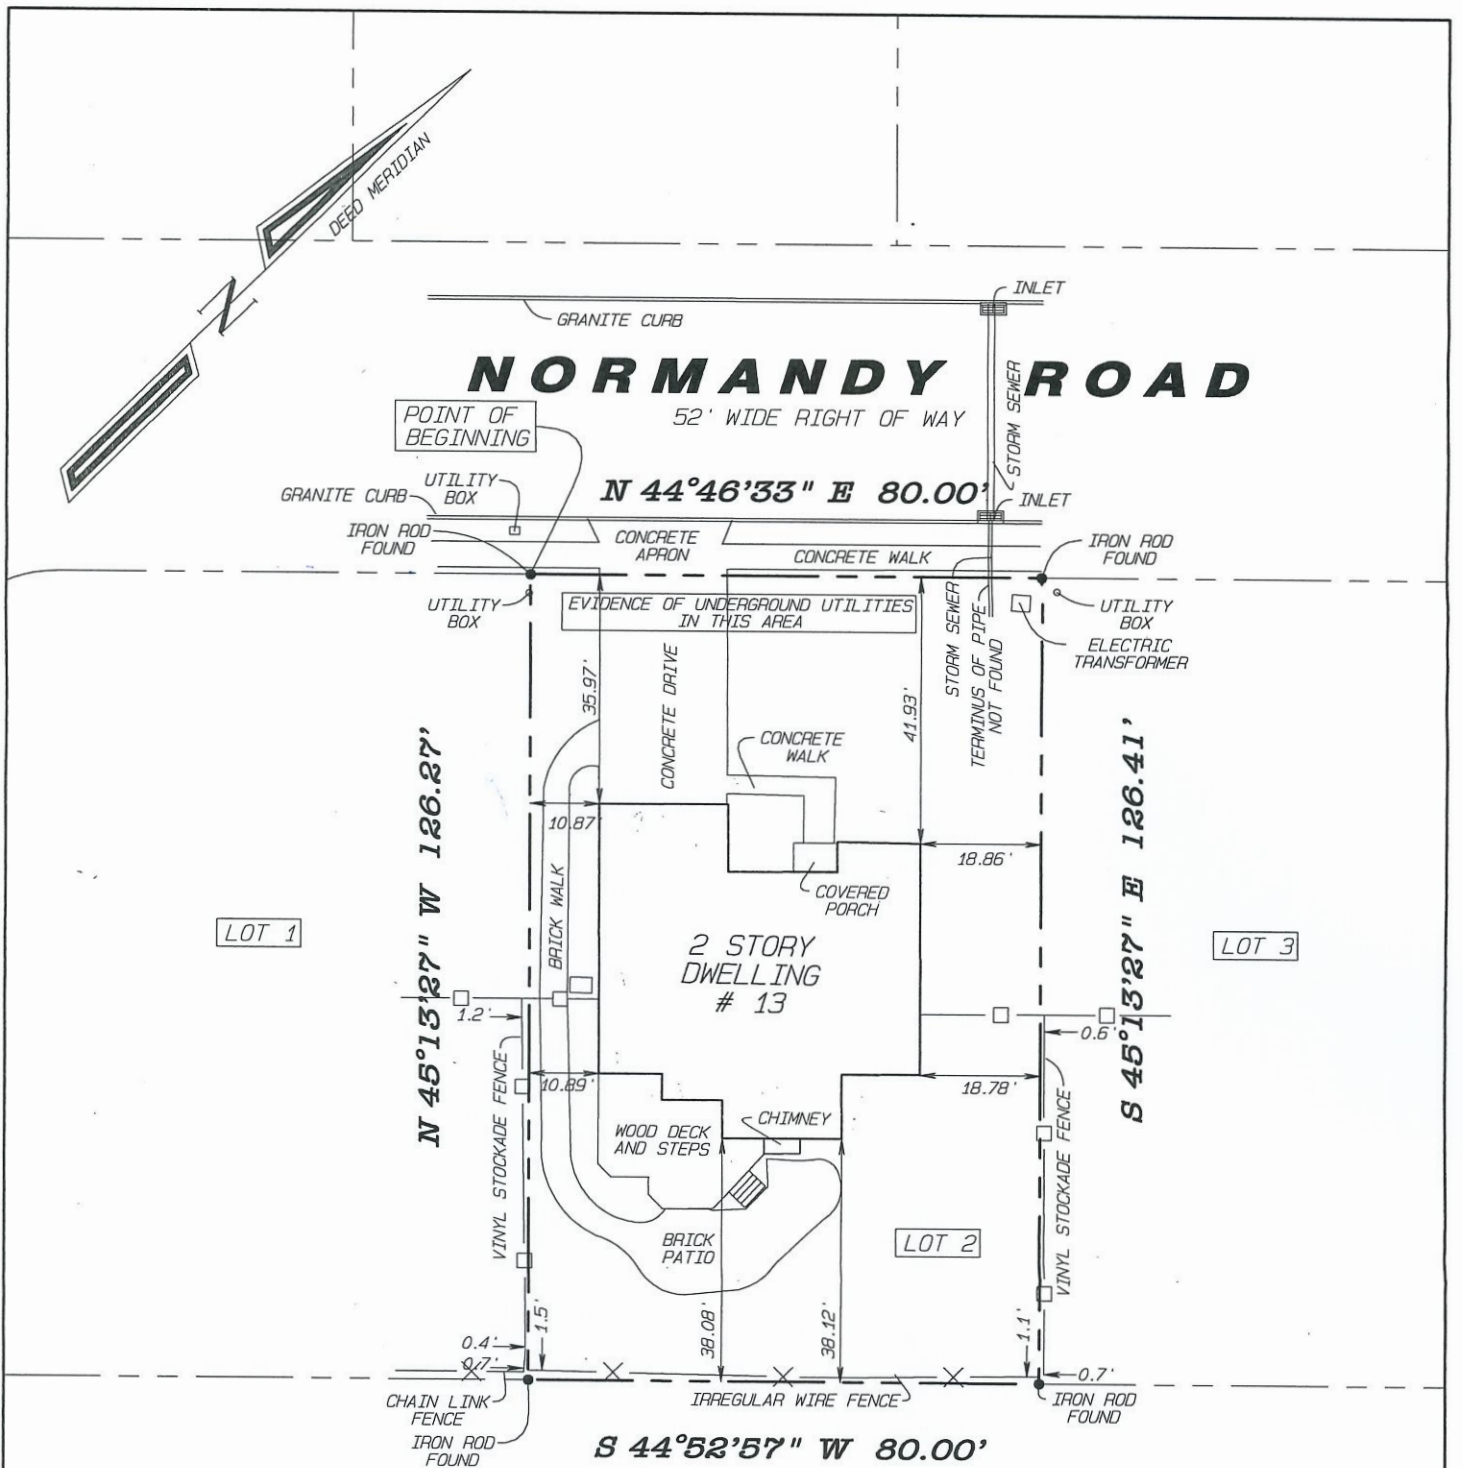 DEED MERIDIAN
N
INLET
GRANITE CURB
NORMANDY ROAD
52' WIDE RIGHT OF WAY
STORM SEWER
POINT OF
BEGINNING
N 44°46'33" E 80.00'
UTILITY
BOX
GRANITE CURB
INLET
IRON ROD
FOUND
CONCRETE
APRON
CONCRETE WALK
IRON ROD
FOUND
UTILITY
BOX
EVIDENCE OF UNDERGROUND UTILITIES
IN THIS AREA
UTILITY
BOX
ELECTRIC
TRANSFORMER
STORM SEWER
TERMINUS OF PIPE
NOT FOUND
35.97'
CONCRETE DRIVE
41.93'
CONCRETE
WALK
N 45°13'27" W 126.27'
S 45°13'27" E 126.41'
10.87'
18.86'
BRICK WALK
COVERED
PORCH
LOT 1
2 STORY
DWELLING
# 13
LOT 3
1.2'
0.6'
VINYL STOCKADE FENCE
10.89'
18.78'
VINYL STOCKADE FENCE
WOOD DECK
AND STEPS
CHIMNEY
BRICK
PATIO
LOT 2
1.5'
38.08'
38.12'
1.1'
0.4'
0.7'
0.7'
CHAIN LINK
FENCE
IRREGULAR WIRE FENCE
IRON ROD
FOUND
IRON ROD
FOUND
S 44°52'57" W 80.00'